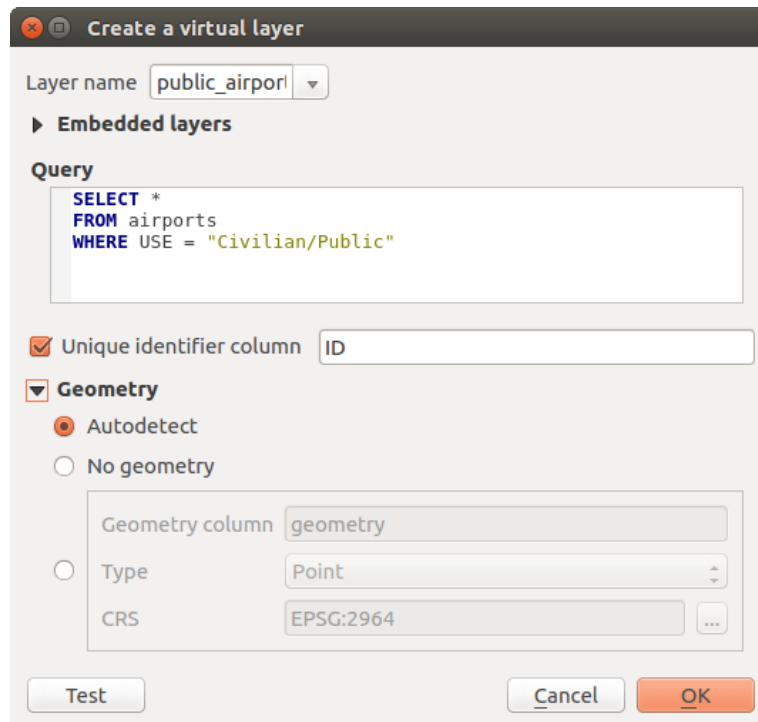 Create a virtual layer
Layer name public_airport
Embedded layers
Query
SELECT *
FROM airports
WHERE USE = "Civilian/Public"
Unique identifier column ID
Geometry
Autodetect
No geometry
Geometry column geometry
Type Point
CRS EPSG:2964 ...
Test Cancel OK